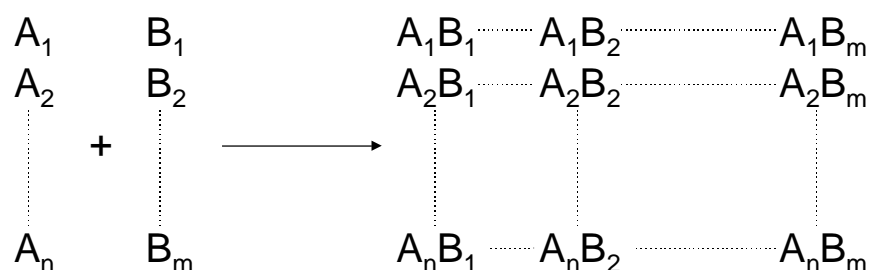 A₁ B₁ A₁B₁ A₁B₂ A₁Bₘ
A₂ B₂ A₂B₁ A₂B₂ A₂Bₘ
+
Aₙ Bₘ AₙB₁ AₙB₂ AₙBₘ